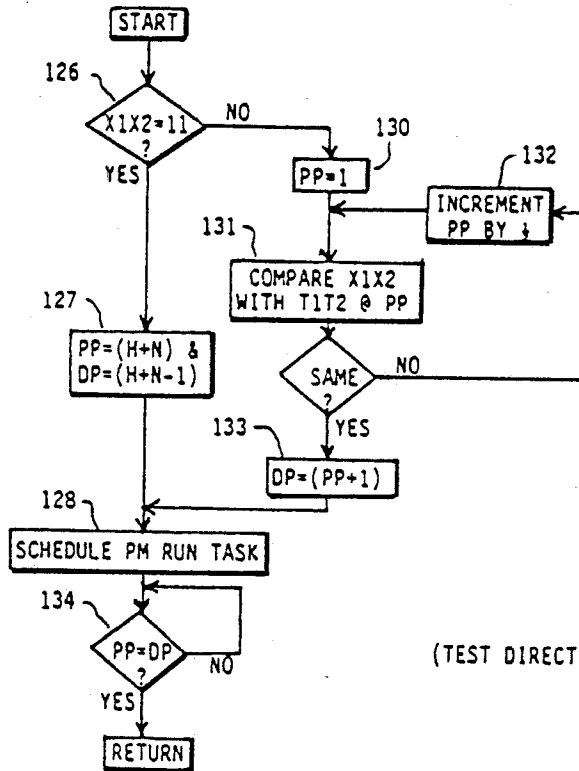 START
126
X1X2=11
?
NO
YES
130
PP=1
132
INCREMENT
PP BY 1
131
COMPARE X1X2
WITH T1T2 @ PP
127
PP=(H+N) &
DP=(H+N-1)
SAME
?
NO
YES
133
DP=(PP+1)
128
SCHEDULE PM RUN TASK
134
PP=DP
?
NO
YES
(TEST DIRECT
RETURN